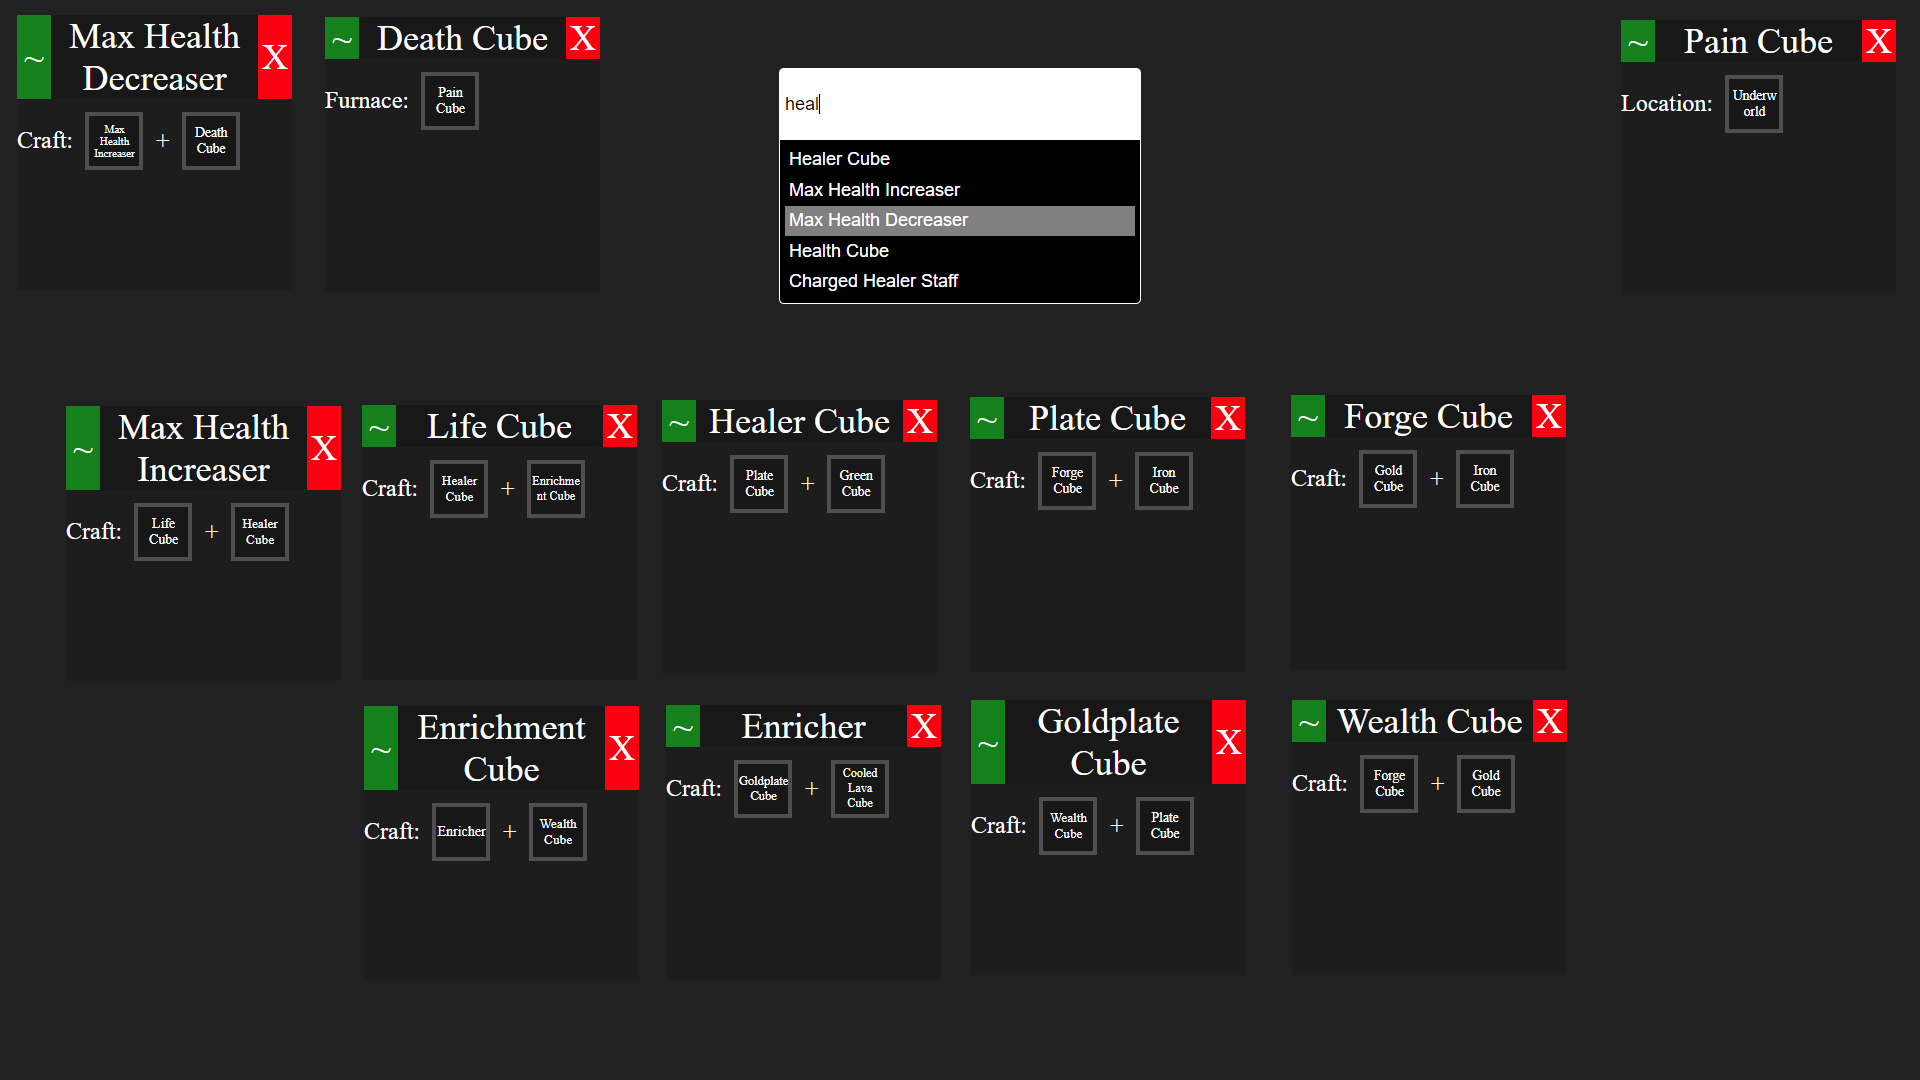 ~ Max Health Decreaser X
Craft: Max Health Increaser + Death Cube
~ Death Cube X
Furnace: Pain Cube
heal
Healer Cube
Max Health Increaser
Max Health Decreaser
Health Cube
Charged Healer Staff
~ Pain Cube X
Location: Underw
orld
~ Max Health Increaser X
Craft: Life Cube + Healer Cube
~ Life Cube X
Craft: Healer Cube + Enrichme
nt Cube
~ Healer Cube X
Craft: Plate Cube + Green Cube
~ Plate Cube X
Craft: Forge Cube + Iron Cube
~ Forge Cube X
Craft: Gold Cube + Iron Cube
~ Enrichment Cube X
Craft: Enricher + Wealth Cube
~ Enricher X
Craft: Goldplate Cube + Cooled Lava Cube
~ Goldplate Cube X
Craft: Wealth Cube + Plate Cube
~ Wealth Cube X
Craft: Forge Cube + Gold Cube